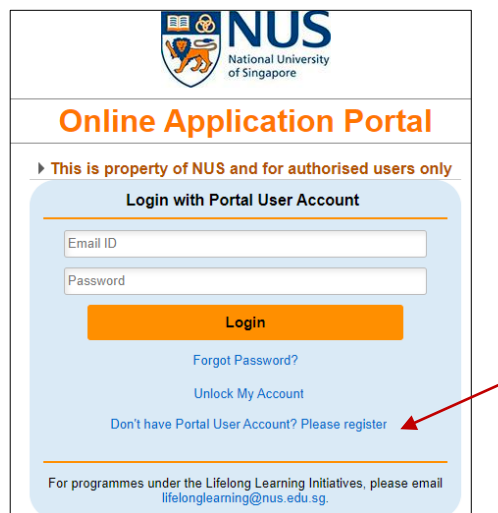 NUS
National University
of Singapore
Online Application Portal
This is property of NUS and for authorised users only
Login with Portal User Account
Email ID
Password
Login
Forgot Password?
Unlock My Account
Don't have Portal User Account? Please register
For programmes under the Lifelong Learning Initiatives, please email
lifelonglearning@nus.edu.sg.